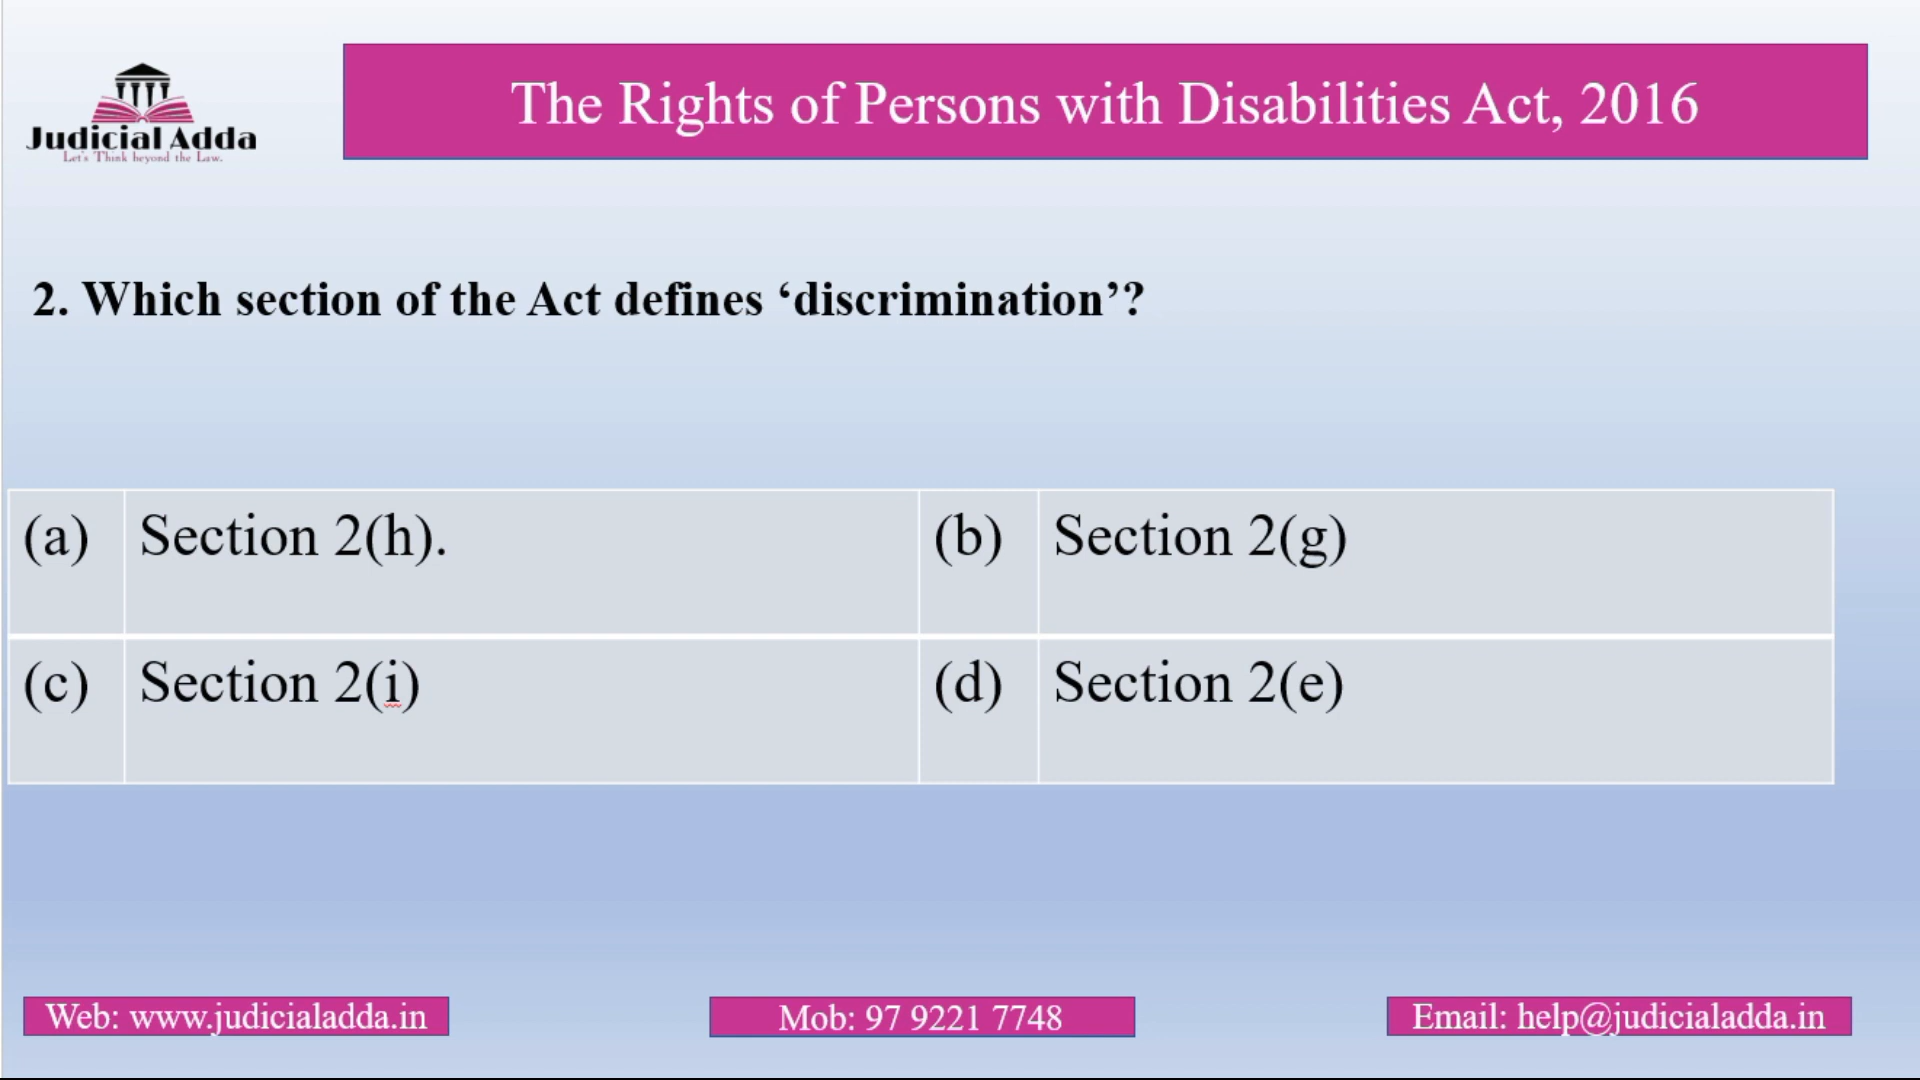 Judicial Adda
Let's Think beyond the Law.
The Rights of Persons with Disabilities Act, 2016
2. Which section of the Act defines ‘discrimination’?
(a) Section 2(h). (b) Section 2(g)
(c) Section 2(i) (d) Section 2(e)
Web: www.judicialadda.in Mob: 97 9221 7748 Email: help@judicialadda.in